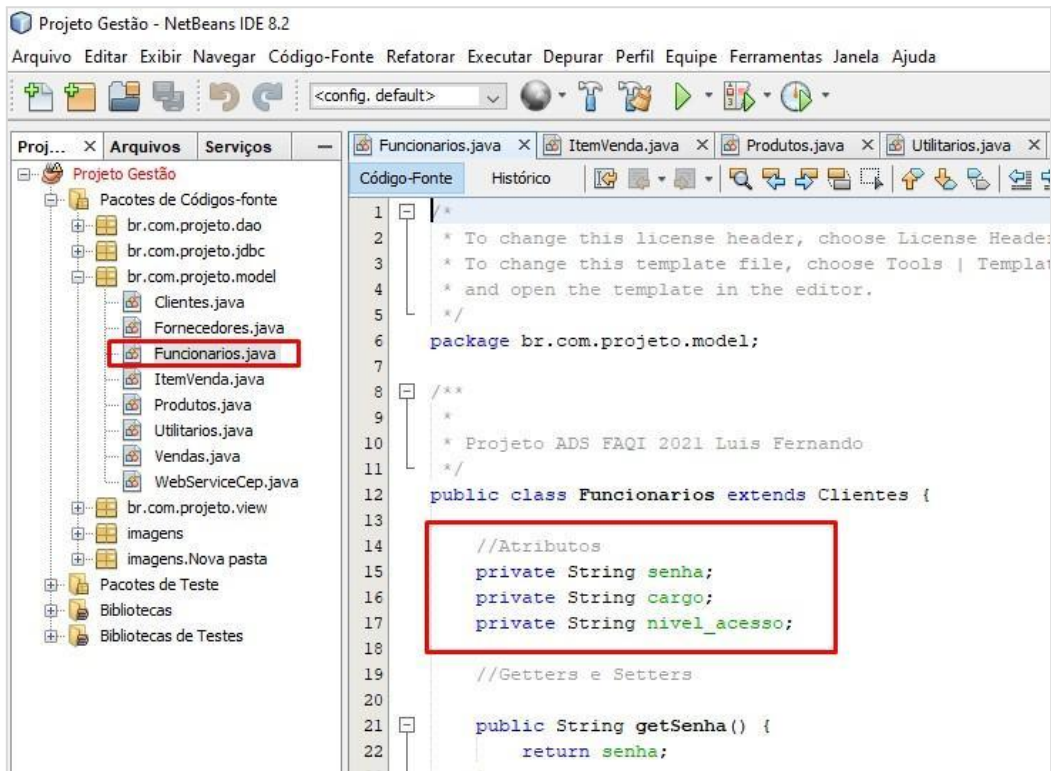 Projeto Gestão - NetBeans IDE 8.2
Arquivo Editar Exibir Navegar Código-Fonte Refatorar Executar Depurar Perfil Equipe Ferramentas Janela Ajuda
<config. default>
Proj... × Arquivos Serviços
Projeto Gestão
Pacotes de Códigos-fonte
br.com.projeto.dao
br.com.projeto.jdbc
br.com.projeto.model
Clientes.java
Fornecedores.java
Funcionarios.java
ItemVenda.java
Produtos.java
Utilitarios.java
Vendas.java
WebServiceCep.java
br.com.projeto.view
imagens
imagens.Nova pasta
Pacotes de Teste
Bibliotecas
Bibliotecas de Testes
Funcionarios.java × ItemVenda.java × Produtos.java × Utilitarios.java ×
Código-Fonte Histórico
1 /*
2 * To change this license header, choose License Header
3 * To change this template file, choose Tools | Templat
4 * and open the template in the editor.
5 */
6 package br.com.projeto.model;
7
8 /**
9 *
10 * Projeto ADS FAQI 2021 Luis Fernando
11 */
12 public class Funcionarios extends Clientes {
13
14 //Atributos
15 private String senha;
16 private String cargo;
17 private String nivel_acesso;
18
19 //Getters e Setters
20
21 public String getSenha() {
22 return senha;